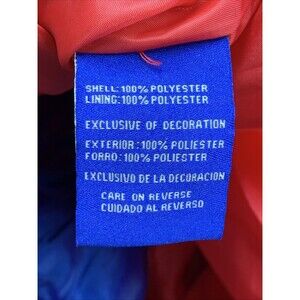 SHELL: 100% POLYESTER
LINING: 100% POLYESTER
EXCLUSIVE OF DECORATION
EXTERIOR: 100% POLIESTER
FORRO: 100% POLIESTER
EXCLUSIVO DE LA DECORACION
CARE ON REVERSE
CUIDADO AL REVERSO